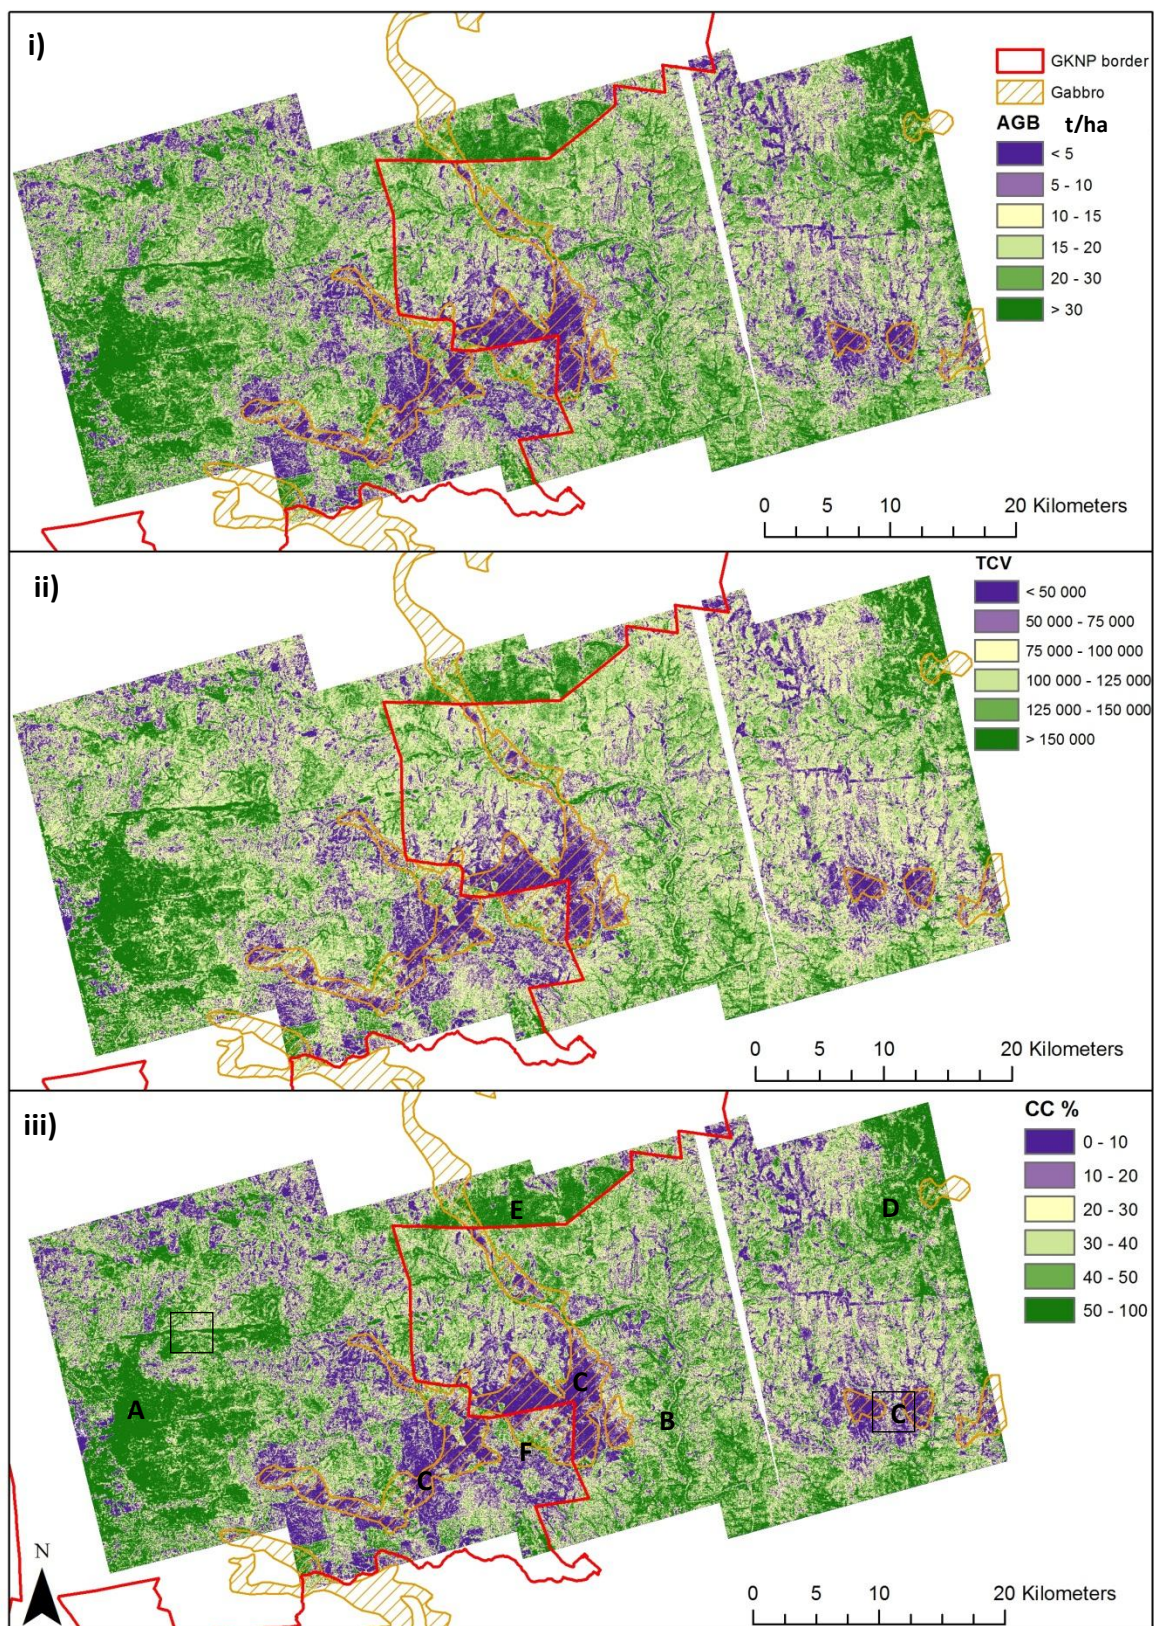 i)
GKNP border
Gabbro
AGB t/ha
< 5
5 - 10
10 - 15
15 - 20
20 - 30
> 30
0 5 10 20 Kilometers
ii)
TCV
< 50 000
50 000 - 75 000
75 000 - 100 000
100 000 - 125 000
125 000 - 150 000
> 150 000
0 5 10 20 Kilometers
iii)
CC %
0 - 10
10 - 20
20 - 30
30 - 40
40 - 50
50 - 100
E
D
A
C
C
B
F
C
N
0 5 10 20 Kilometers